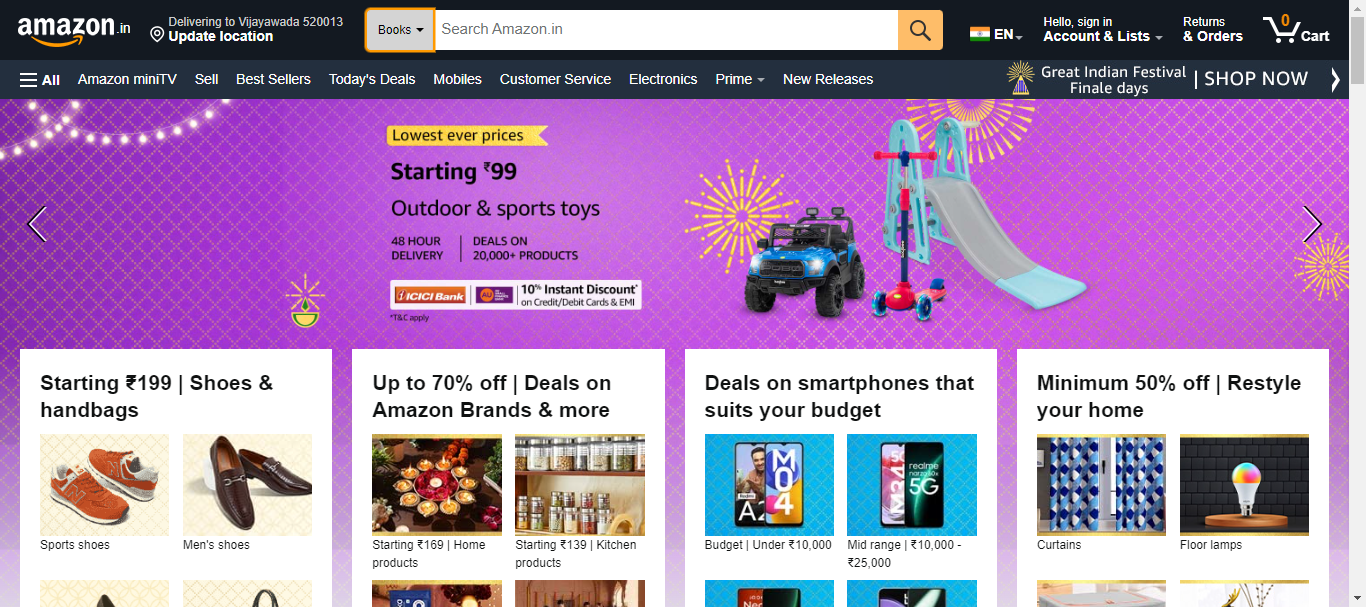 amazon.in
Delivering to Vijayawada 520013
Update location
Books
Search Amazon.in
EN
Hello, sign in
Account & Lists
Returns
& Orders
0
Cart
All
Amazon miniTV
Sell
Best Sellers
Today's Deals
Mobiles
Customer Service
Electronics
Prime
New Releases
Great Indian Festival
Finale days
SHOP NOW
Lowest ever prices
Starting ₹99
Outdoor & sports toys
48 HOUR
DELIVERY
DEALS ON
20,000+ PRODUCTS
ICICI Bank
AU
10% Instant Discount*
on Credit/Debit Cards & EMI
*T&C apply
Starting ₹199 | Shoes &
handbags
Sports shoes
Men's shoes
Up to 70% off | Deals on
Amazon Brands & more
Starting ₹169 | Home
products
Starting ₹139 | Kitchen
products
Deals on smartphones that
suits your budget
M04
Budget | Under ₹10,000
realme
narzo 60x
5G
Mid range | ₹10,000 -
₹25,000
Minimum 50% off | Restyle
your home
Curtains
Floor lamps